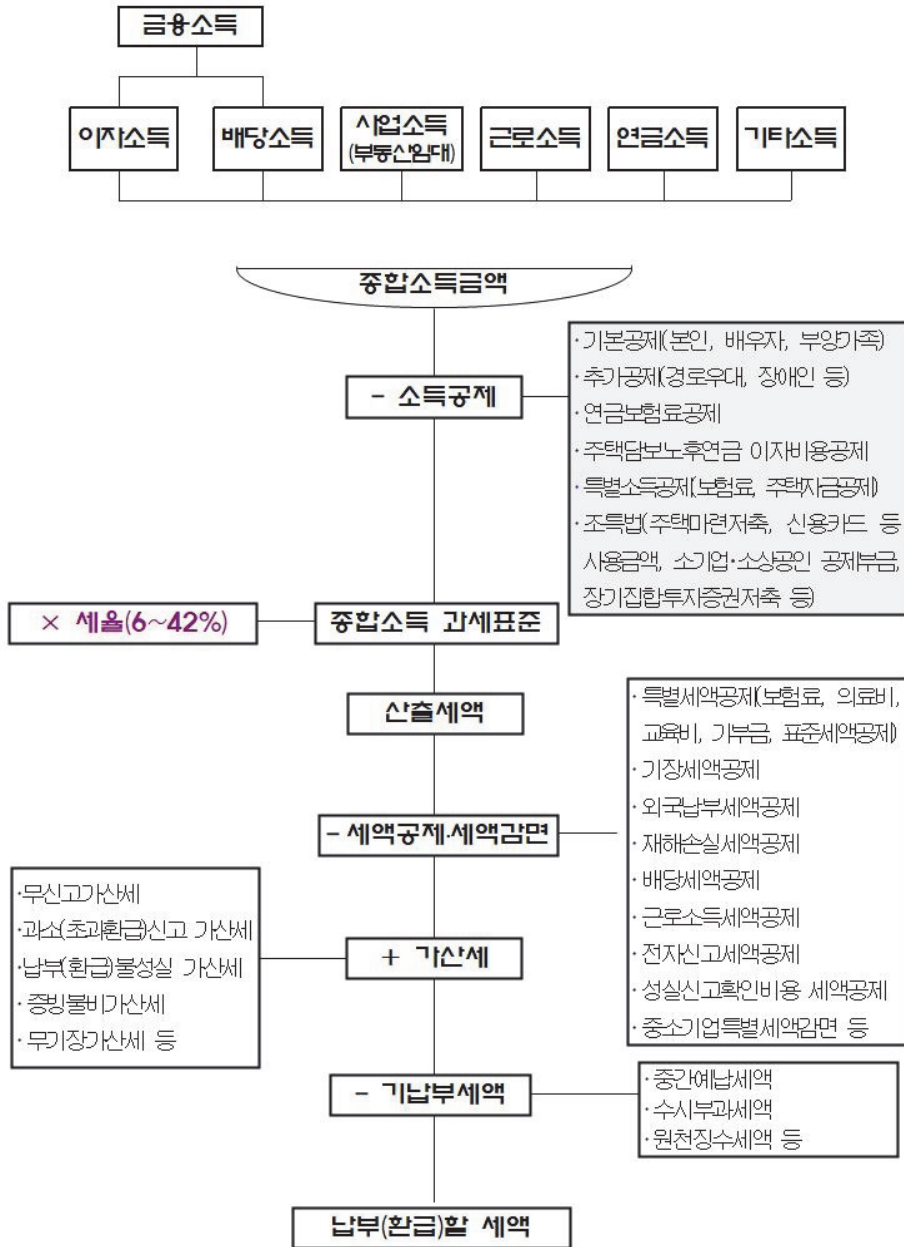 금융소득
이자소득
배당소득
사업소득
(부동산임대)
근로소득
연금소득
기타소득
종합소득금액
- 소득공제
· 기본공제(본인, 배우자, 부양가족)
· 추가공제(경로우대, 장애인 등)
· 연금보험료공제
· 주택담보노후연금 이자비용공제
· 특별소득공제(보험료, 주택자금공제)
· 조특법(주택마련저축, 신용카드 등
사용금액, 소기업·소상공인 공제부금,
장기집합투자증권저축 등)
× 세율(6~42%)
종합소득 과세표준
산출세액
· 특별세액공제(보험료, 의료비,
교육비, 기부금, 표준세액공제)
· 기장세액공제
· 외국납부세액공제
· 재해손실세액공제
· 배당세액공제
· 근로소득세액공제
· 전자신고세액공제
· 성실신고확인비용 세액공제
· 중소기업특별세액감면 등
- 세액공제·세액감면
·무신고가산세
·과소(초과환급)신고 가산세
·납부(환급)불성실 가산세
·증빙불비가산세
·무기장가산세 등
+ 가산세
- 기납부세액
·중간예납세액
·수시부과세액
·원천징수세액 등
납부(환급)할 세액